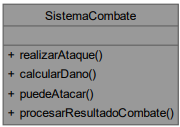 SistemaCombate
+ realizarAtaque()
+ calcularDano()
+ puedeAtacar()
+ procesarResultadoCombate()